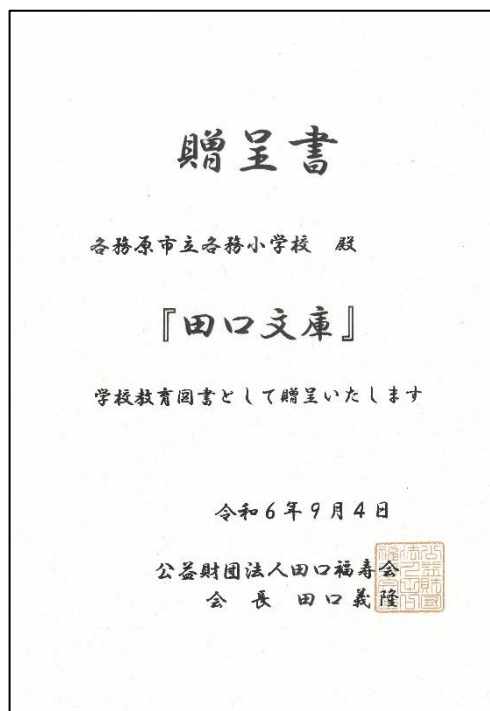 贈呈書
各務原市立各務小学校　殿
『田口文庫』
学校教育図書として贈呈いたします
令和6年9月4日
公益財団法人田口福寿会
会　長　田口義隆